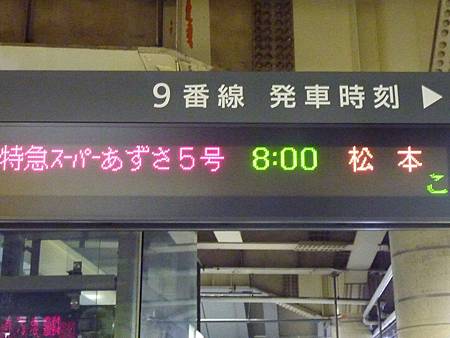 9番線 発車時刻 ▶
特急スーパーあずさ5号 8:00 松本
こ